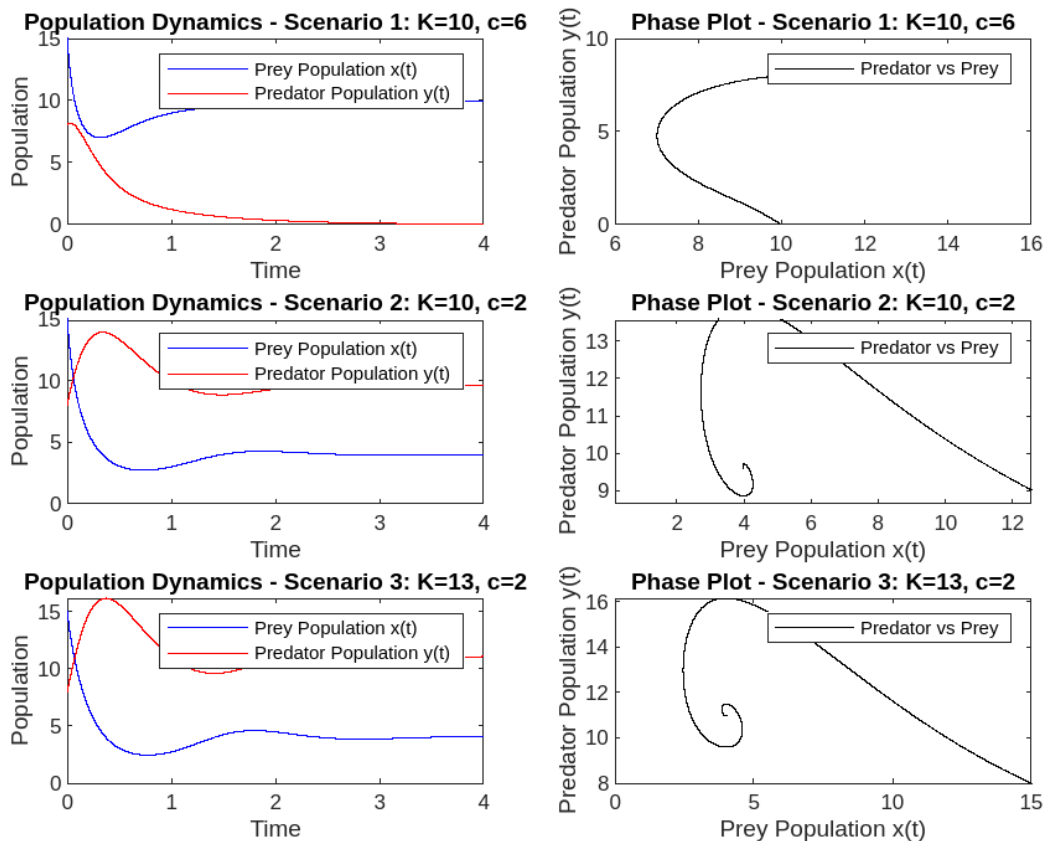 Population Dynamics - Scenario 1: K=10, c=6
15
10
5
0
Population
Prey Population x(t)
Predator Population y(t)
0 1 2 3 4
Time
Phase Plot - Scenario 1: K=10, c=6
10
5
0
Predator Population y(t)
Predator vs Prey
6 8 10 12 14 16
Prey Population x(t)
Population Dynamics - Scenario 2: K=10, c=2
15
10
5
0
Population
Prey Population x(t)
Predator Population y(t)
0 1 2 3 4
Time
Phase Plot - Scenario 2: K=10, c=2
13
12
11
10
9
Predator Population y(t)
Predator vs Prey
2 4 6 8 10 12
Prey Population x(t)
Population Dynamics - Scenario 3: K=13, c=2
15
10
5
0
Population
Prey Population x(t)
Predator Population y(t)
0 1 2 3 4
Time
Phase Plot - Scenario 3: K=13, c=2
16
14
12
10
8
Predator Population y(t)
Predator vs Prey
0 5 10 15
Prey Population x(t)